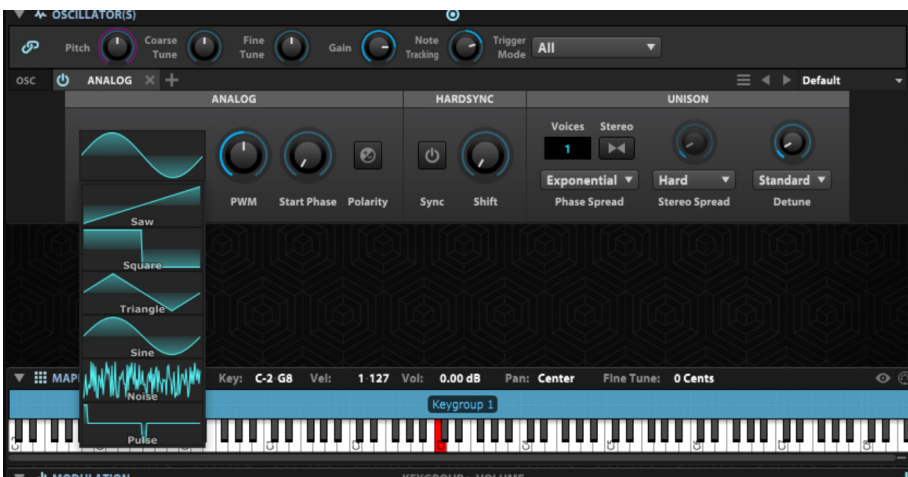 OSCILLATOR(S)
Pitch Coarse Tune Fine Tune Gain Note Tracking Trigger Mode All
OSC ANALOG Default
ANALOG HARDSYNC UNISON
Voices Stereo
1
Exponential Hard Standard
PWM Start Phase Polarity Sync Shift Phase Spread Stereo Spread Detune
Saw
Square
Triangle
Sine
Noise
Pulse
Key: C-2-G8 Vel: 1-127 Vol: 0.00 dB Pan: Center Fine Tune: 0 Cents
Keygroup 1
MODULATION